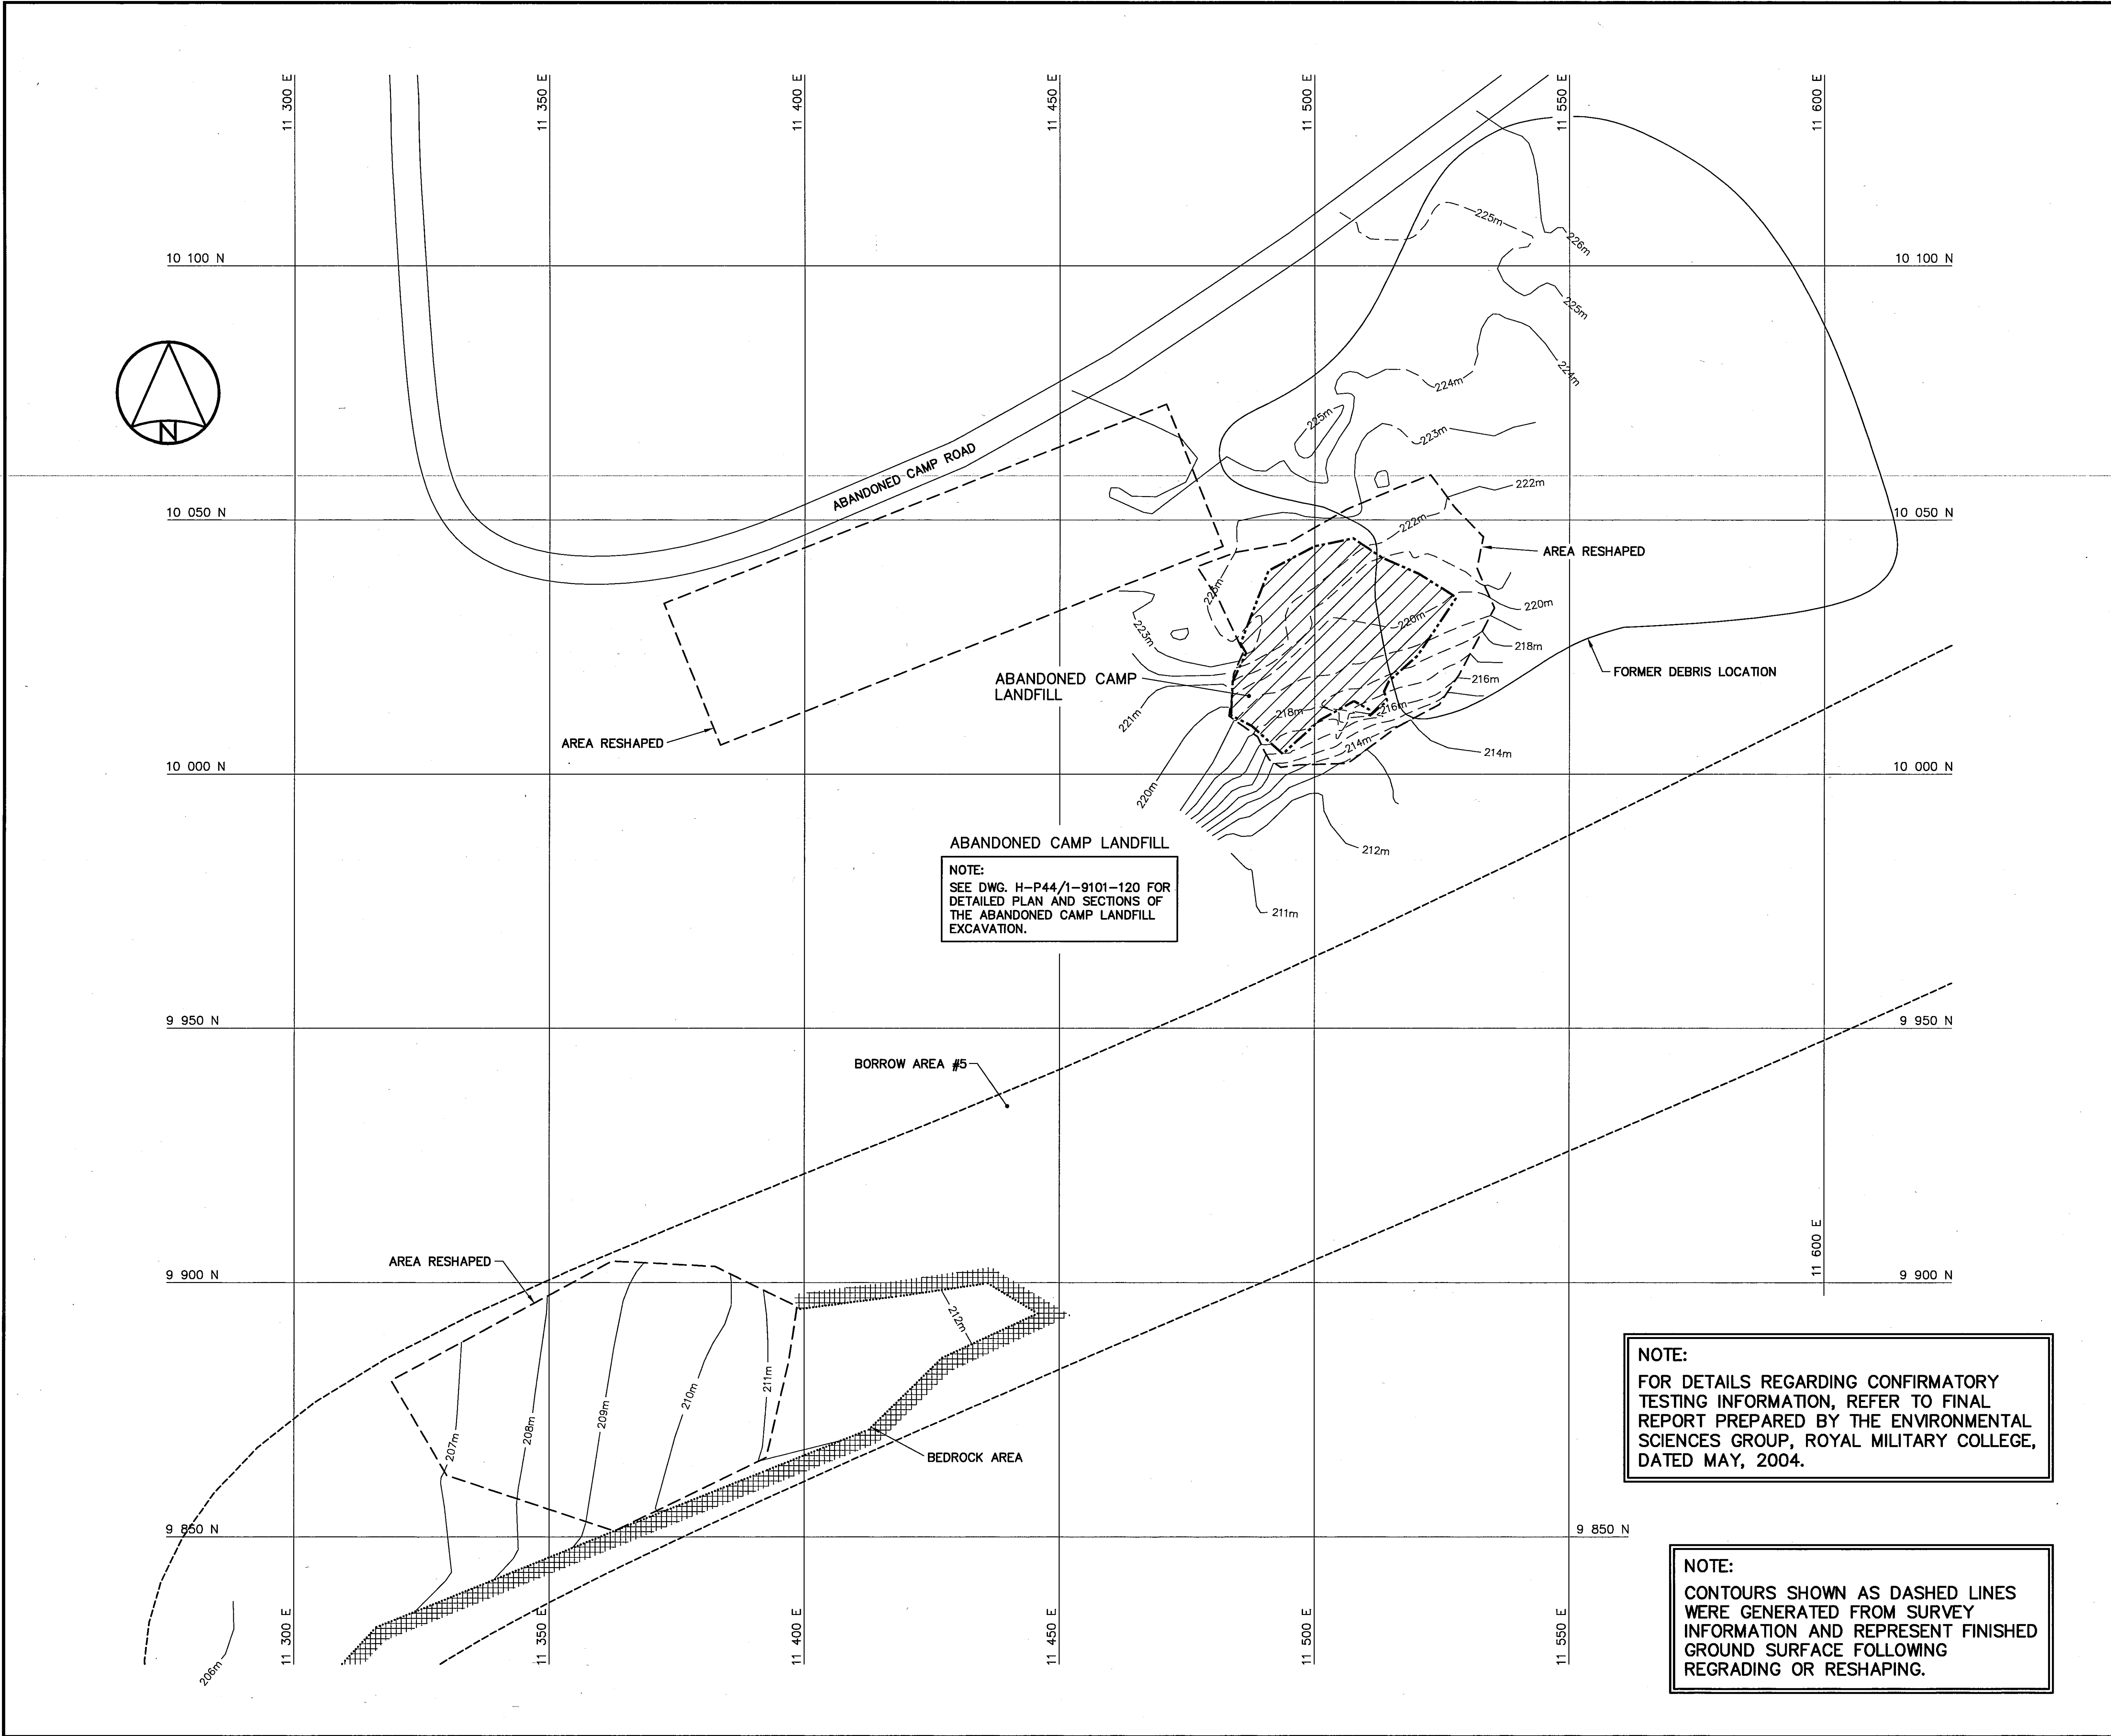 11 300 E
11 350 E
11 400 E
11 450 E
11 500 E
11 550 E
11 600 E
225m
226m
10 100 N
10 100 N
225m
224m
224m
225m
223m
N
ABANDONED CAMP ROAD
222m
10 050 N
222m
10 050 N
AREA RESHAPED
223m
220m
220m
223m
218m
FORMER DEBRIS LOCATION
ABANDONED CAMP
LANDFILL
216m
216m
218m
221m
AREA RESHAPED
214m
214m
10 000 N
10 000 N
220m
ABANDONED CAMP LANDFILL
212m
NOTE:
SEE DWG. H-P44/1-9101-120 FOR
DETAILED PLAN AND SECTIONS OF
THE ABANDONED CAMP LANDFILL
EXCAVATION.
211m
9 950 N
9 950 N
BORROW AREA #5
11 600 E
AREA RESHAPED
9 900 N
9 900 N
212m
211m
210m
209m
208m
207m
BEDROCK AREA
NOTE:
FOR DETAILS REGARDING CONFIRMATORY
TESTING INFORMATION, REFER TO FINAL
REPORT PREPARED BY THE ENVIRONMENTAL
SCIENCES GROUP, ROYAL MILITARY COLLEGE,
DATED MAY, 2004.
9 850 N
9 850 N
NOTE:
CONTOURS SHOWN AS DASHED LINES
WERE GENERATED FROM SURVEY
INFORMATION AND REPRESENT FINISHED
GROUND SURFACE FOLLOWING
REGRADING OR RESHAPING.
206m
11 300 E
11 350 E
11 400 E
11 450 E
11 500 E
11 550 E